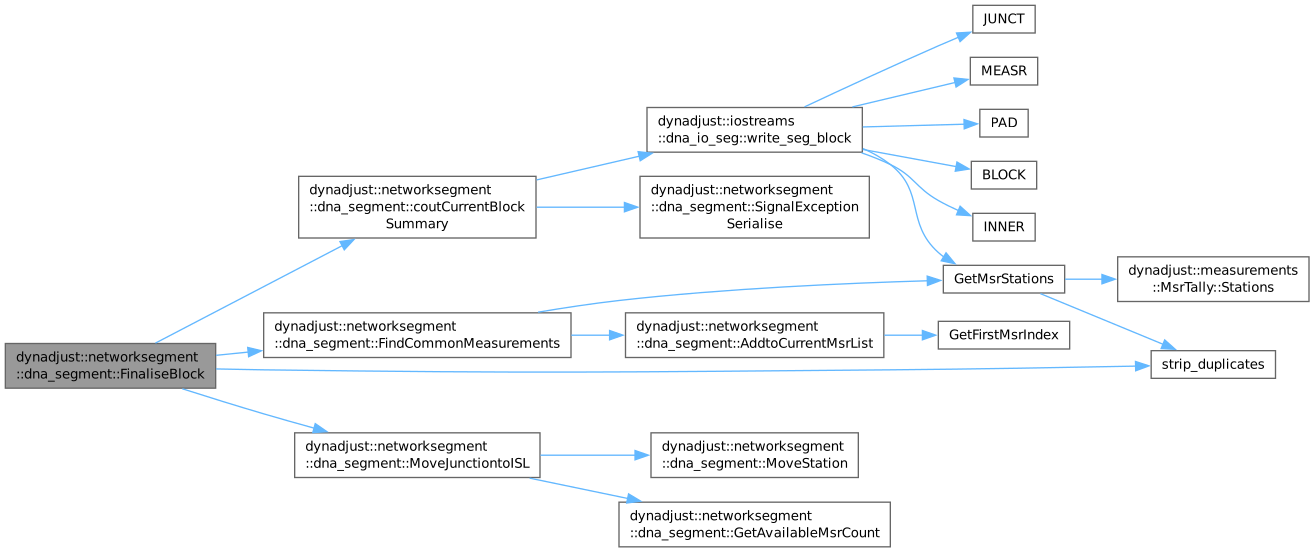 JUNCT
MEASR
dynadjust::iostreams
::dna_io_seg::write_seg_block
PAD
BLOCK
dynadjust::networksegment
::dna_segment::coutCurrentBlock
Summary
dynadjust::networksegment
::dna_segment::SignalException
Serialise
INNER
GetMsrStations
dynadjust::measurements
::MsrTally::Stations
dynadjust::networksegment
::dna_segment::FindCommonMeasurements
dynadjust::networksegment
::dna_segment::AddtoCurrentMsrList
GetFirstMsrIndex
dynadjust::networksegment
::dna_segment::FinaliseBlock
strip_duplicates
dynadjust::networksegment
::dna_segment::MoveJunctiontoISL
dynadjust::networksegment
::dna_segment::MoveStation
dynadjust::networksegment
::dna_segment::GetAvailableMsrCount